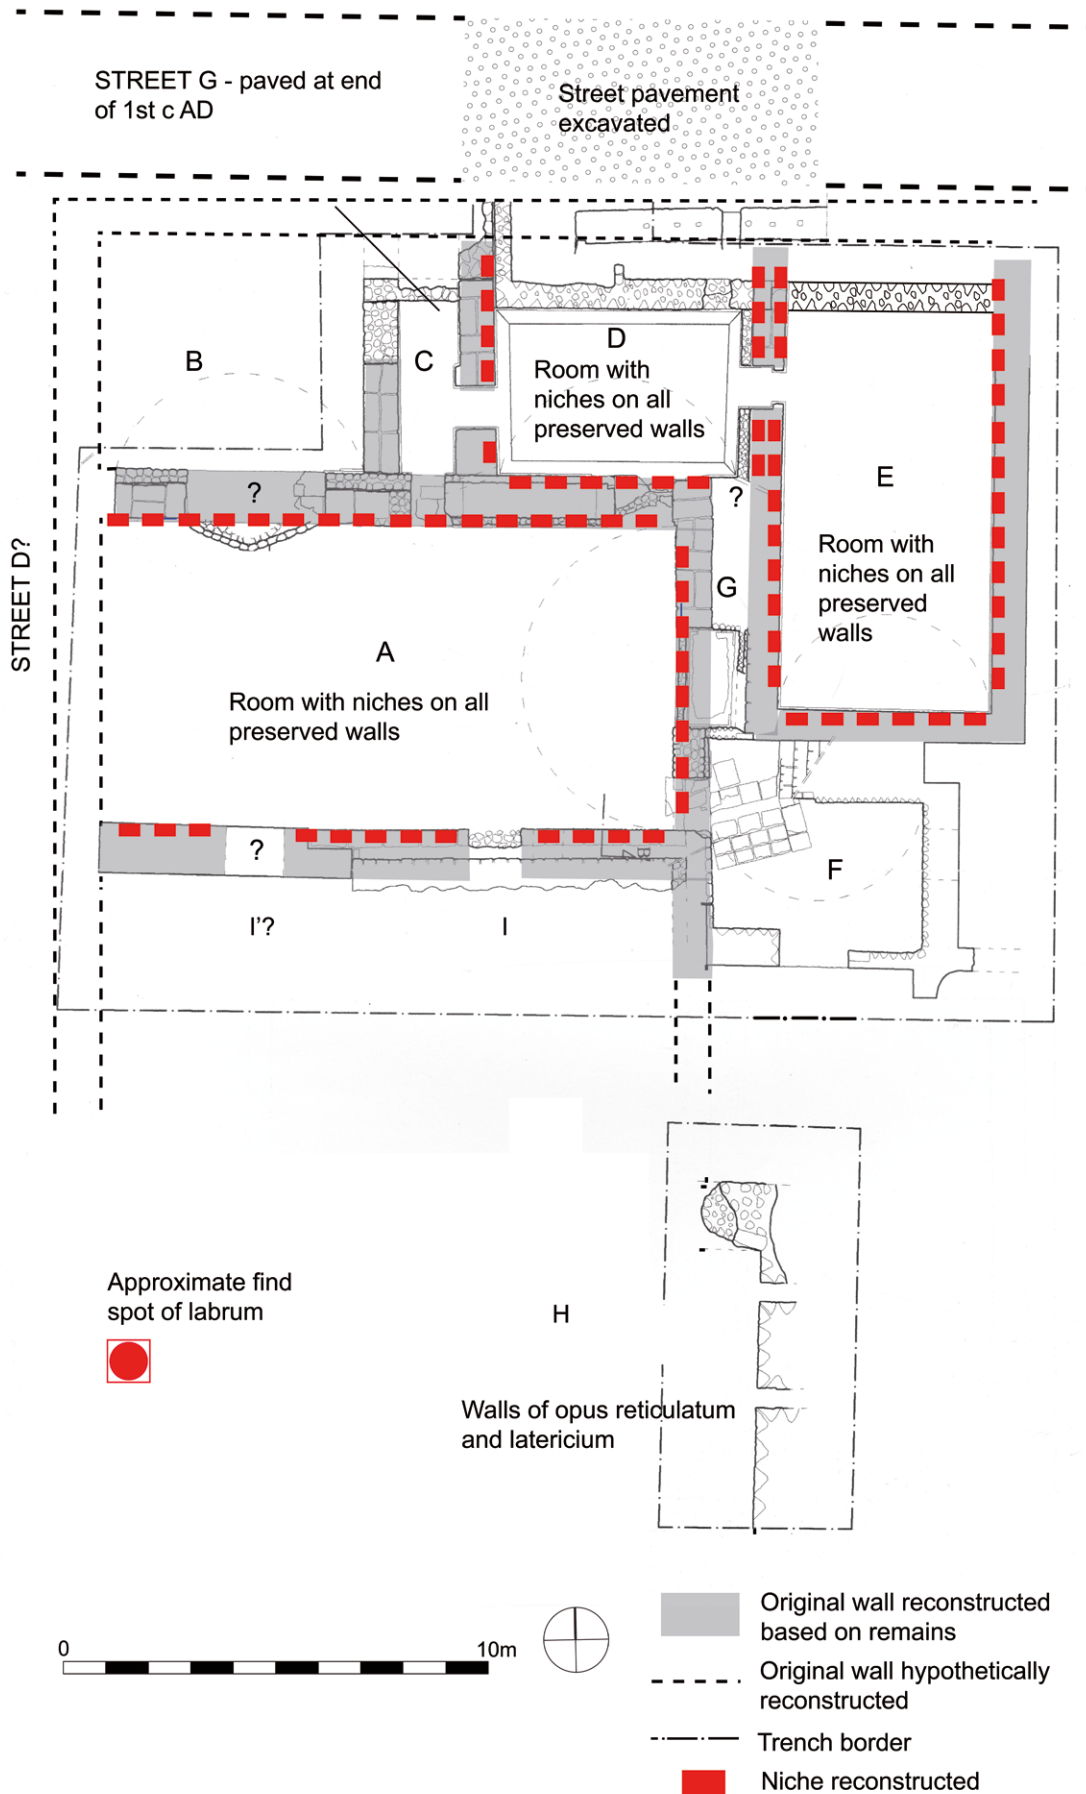 STREET G - paved at end
of 1st c AD
Street pavement
excavated
B
C
D
Room with
niches on all
preserved walls
E
Room with
niches on all
preserved
walls
?
?
G
STREET D?
A
Room with niches on all
preserved walls
?
F
I'?
I
Approximate find
spot of labrum
H
Walls of opus reticulatum
and latericium
0
10m
Original wall reconstructed
based on remains
Original wall hypothetically
reconstructed
Trench border
Niche reconstructed